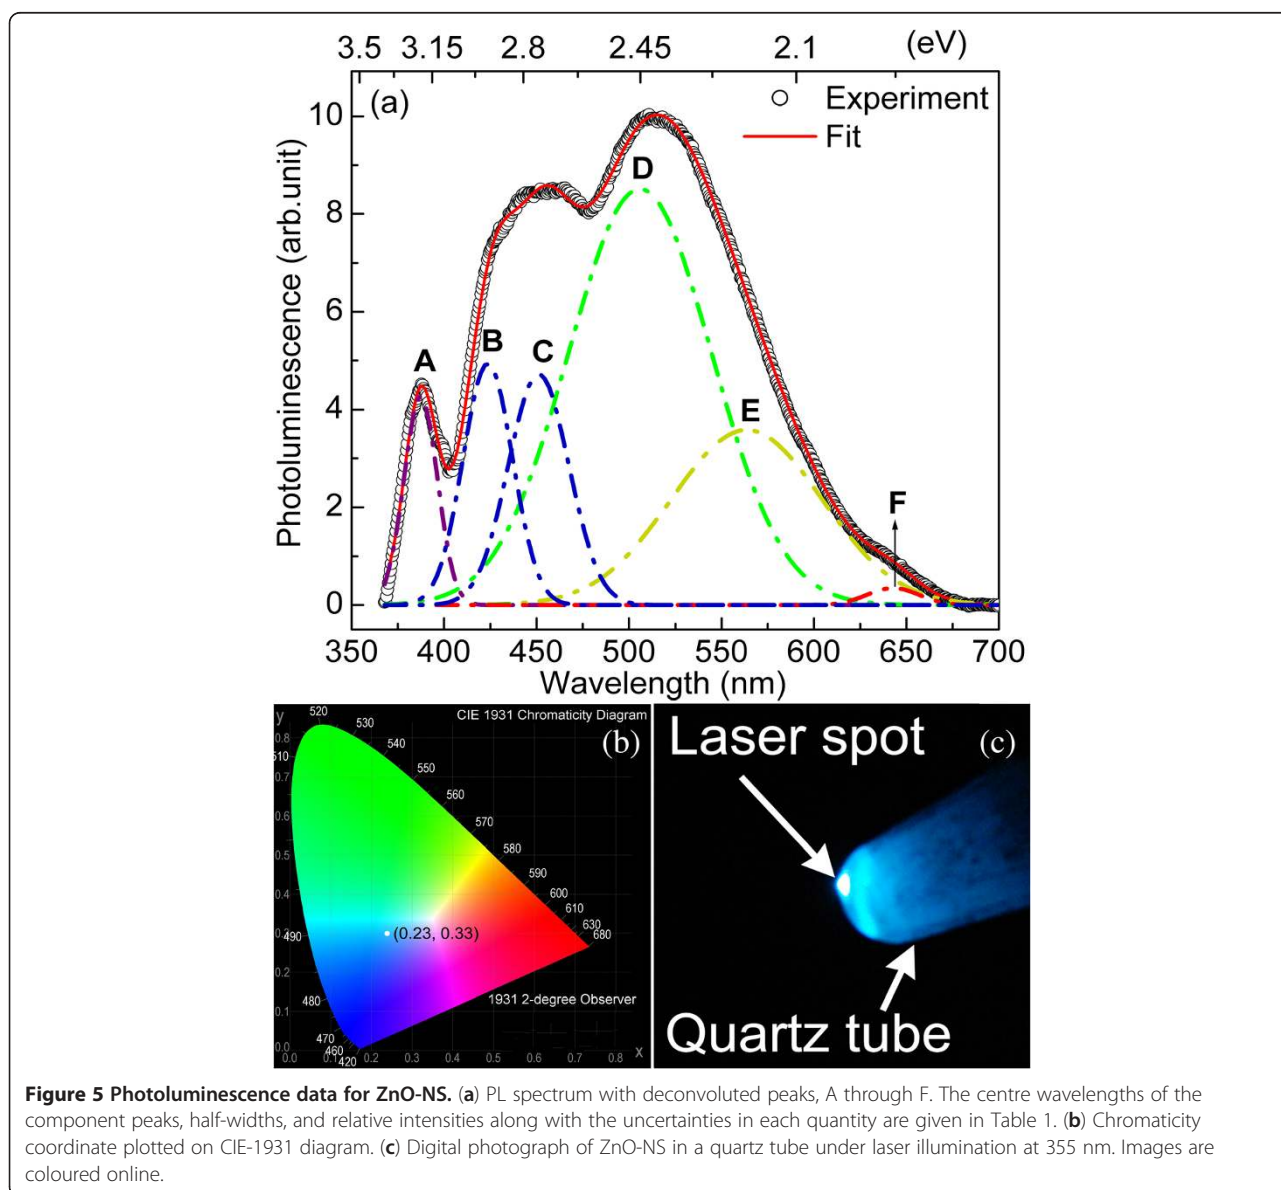 3.5 3.15 2.8 2.45 2.1 (eV)
(a)
Experiment
Fit
Photoluminescence (arb.unit)
10
8
6
4
2
0
A
B
C
D
E
F
350 400 450 500 550 600 650 700
Wavelength (nm)
y
CIE 1931 Chromaticity Diagram
(b)
520
530
540
550
560
570
580
590
600
610
630
680
510
490
480
470
460
420
0.8
0.7
0.6
0.5
0.4
0.3
0.2
0.1
0.0
(0.23, 0.33)
1931 2-degree Observer
0.0 0.1 0.2 0.3 0.4 0.5 0.6 0.7 0.8
x
Laser spot
(c)
Quartz tube
Figure 5 Photoluminescence data for ZnO-NS. (a) PL spectrum with deconvoluted peaks, A through F. The centre wavelengths of the
component peaks, half-widths, and relative intensities along with the uncertainties in each quantity are given in Table 1. (b) Chromaticity
coordinate plotted on CIE-1931 diagram. (c) Digital photograph of ZnO-NS in a quartz tube under laser illumination at 355 nm. Images are
coloured online.